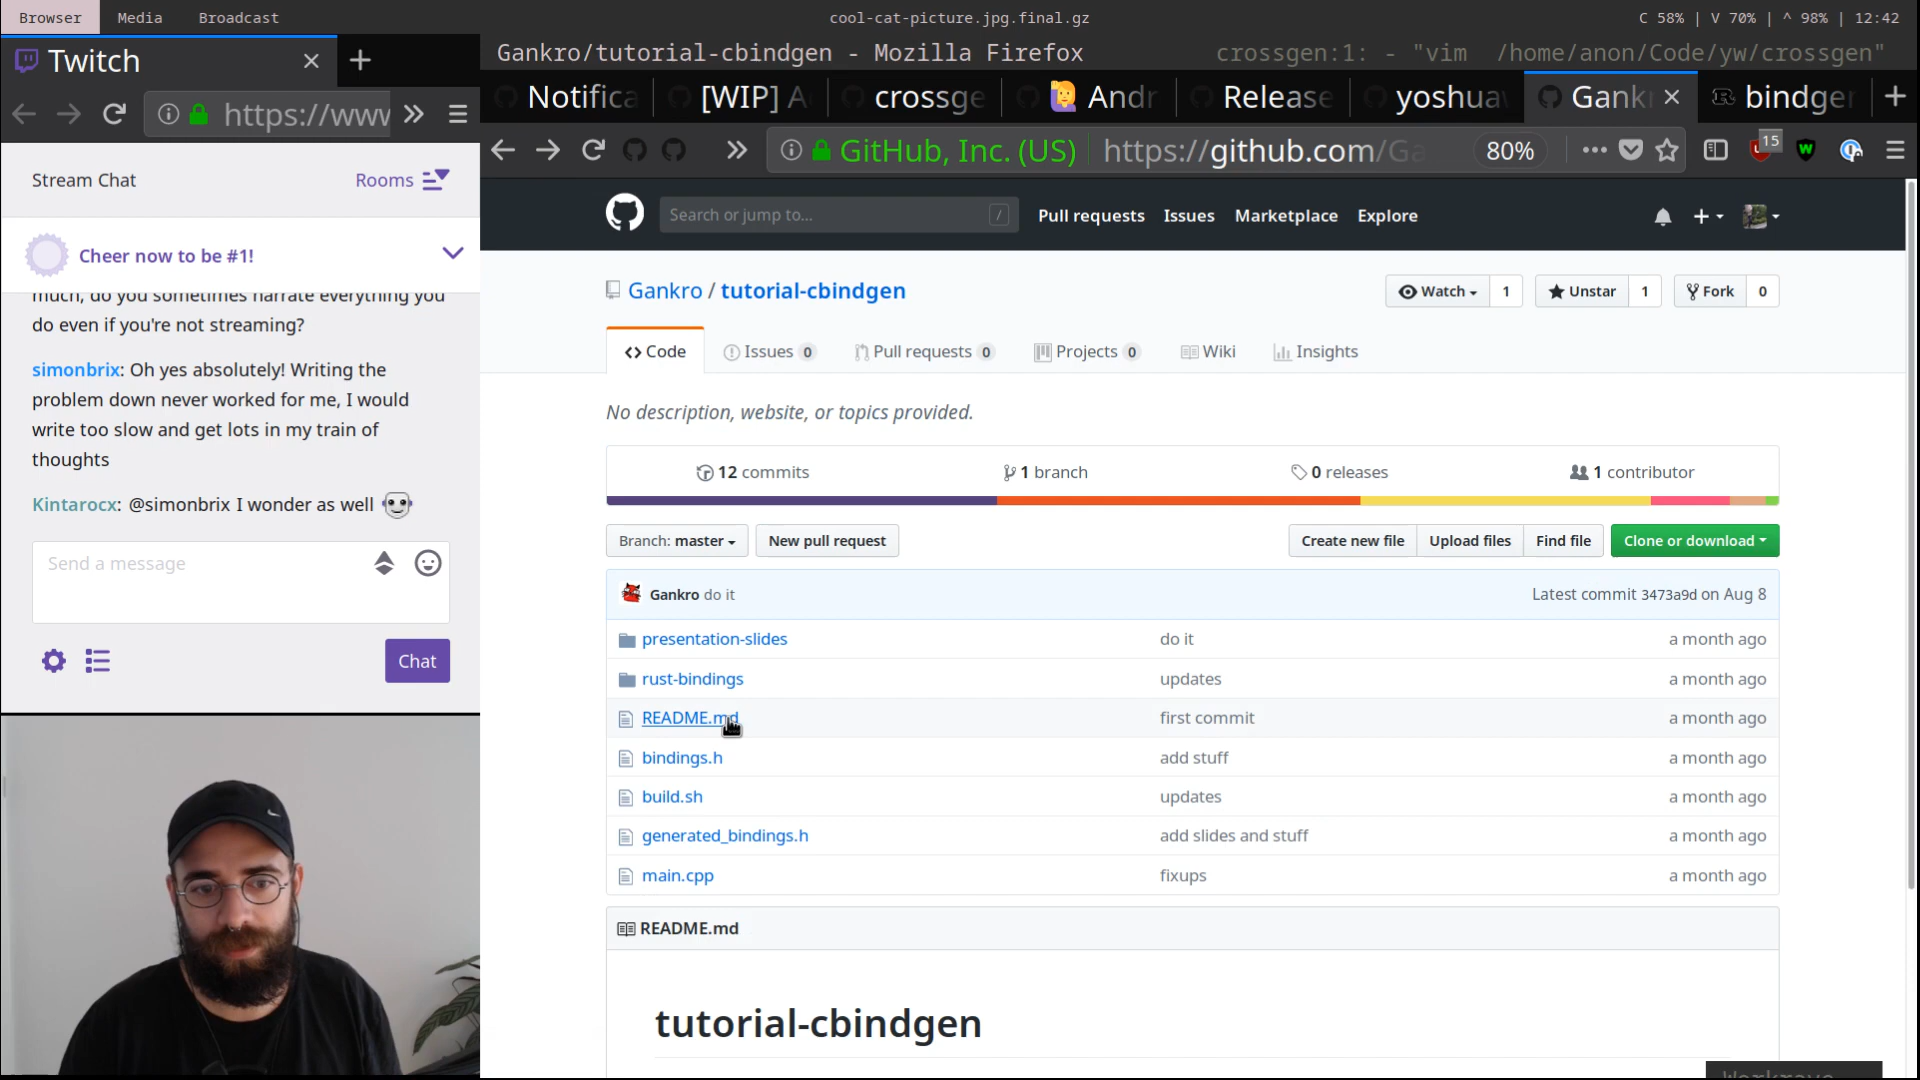 Browser Media Broadcast
cool-cat-picture.jpg.final.gz
C 58% | V 70% | ^ 98% | 12:42
Twitch
https://www
Stream Chat
Rooms
Cheer now to be #1!
much, do you sometimes narrate everything you
do even if you're not streaming?
simonbrix: Oh yes absolutely! Writing the
problem down never worked for me, I would
write too slow and get lots in my train of
thoughts
Kintarocx: @simonbrix I wonder as well
Send a message
Chat
Gankro/tutorial-cbindgen - Mozilla Firefox
crossgen:1: - "vim /home/anon/Code/yw/crossgen"
Notifica
[WIP] A
crossge
Andr
Release
yoshua
Gank
bindge
GitHub, Inc. (US)
https://github.com/Ga
80%
15
Search or jump to... /
Pull requests Issues Marketplace Explore
Gankro / tutorial-cbindgen
Watch 1
Unstar 1
Fork 0
Code
Issues 0
Pull requests 0
Projects 0
Wiki
Insights
No description, website, or topics provided.
12 commits
1 branch
0 releases
1 contributor
Branch: master
New pull request
Create new file Upload files Find file
Clone or download
Gankro do it
Latest commit 3473a9d on Aug 8
presentation-slides do it a month ago
rust-bindings updates a month ago
README.md first commit a month ago
bindings.h add stuff a month ago
build.sh updates a month ago
generated_bindings.h add slides and stuff a month ago
main.cpp fixups a month ago
README.md
tutorial-cbindgen